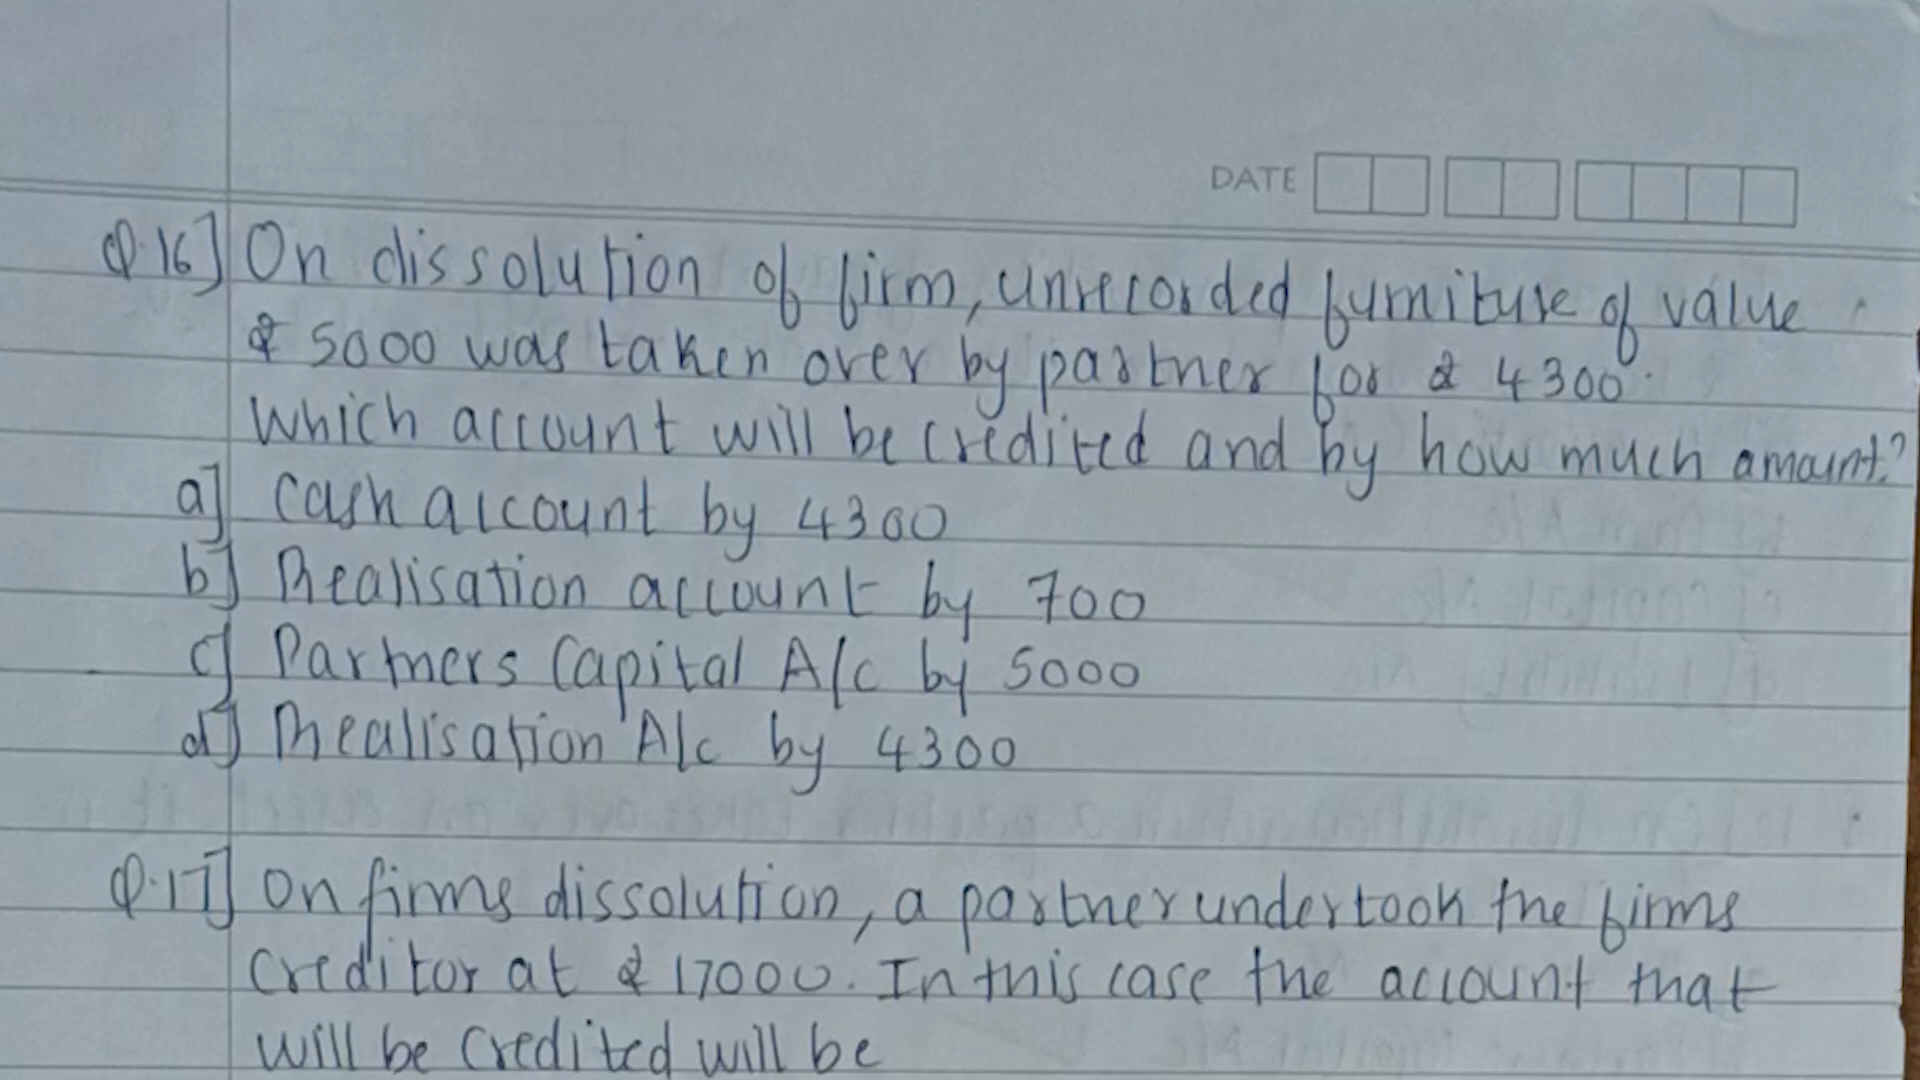 DATE
Q.16] On dissolution of firm, unrecorded furniture of value
₹ 5000 was taken over by partner for ₹ 4300.
Which account will be credited and by how much amount?
a] Cash account by 4300
b] Realisation account by 700
c] Partners Capital A/c by 5000
d] Realisation A/c by 4300
Q.17] On firms dissolution, a partner undertook the firms
creditor at ₹ 17000. In this case the account that
will be credited will be